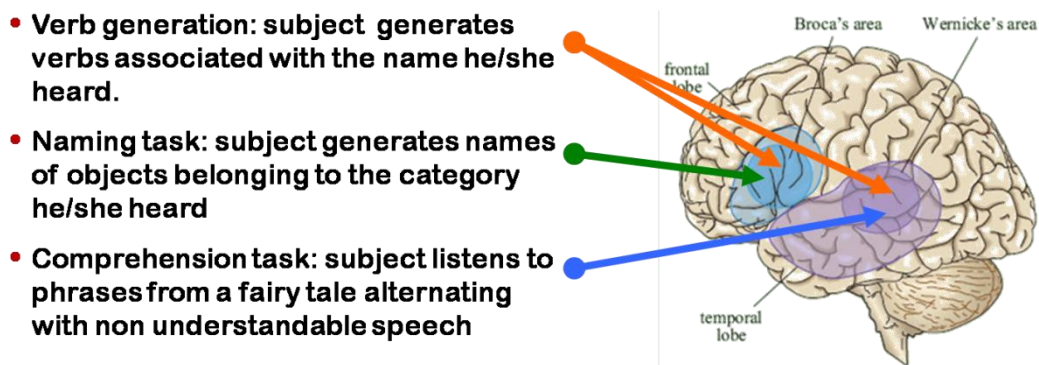 • Verb generation: subject generates
verbs associated with the name he/she
heard.
• Naming task: subject generates names
of objects belonging to the category
he/she heard
• Comprehension task: subject listens to
phrases from a fairy tale alternating
with non understandable speech
Broca's area
Wernicke's area
frontal
lobe
temporal
lobe